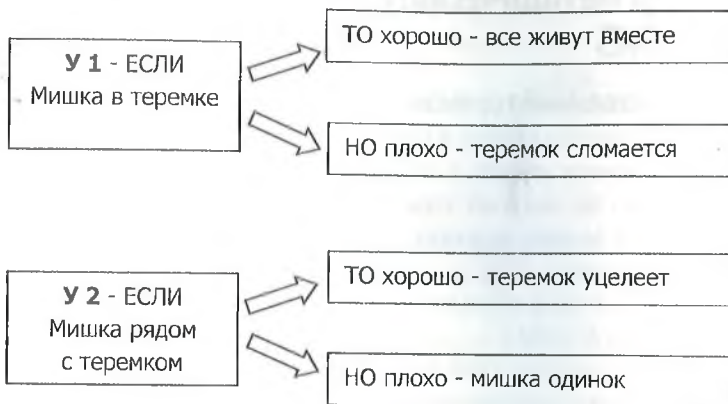 У 1 - ЕСЛИ
Мишка в теремке
ТО хорошо - все живут вместе
НО плохо - теремок сломается
У 2 - ЕСЛИ
Мишка рядом
с теремком
ТО хорошо - теремок уцелеет
НО плохо - мишка одинок